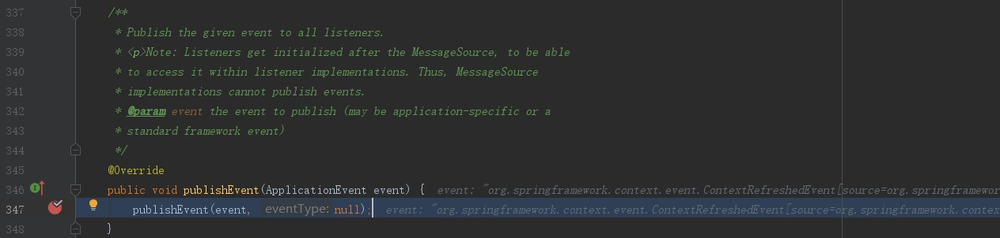 337 /**
338 * Publish the given event to all listeners.
339 * <p>Note: Listeners get initialized after the MessageSource, to be able
340 * to access it within listener implementations. Thus, MessageSource
341 * implementations cannot publish events.
342 * @param event the event to publish (may be application-specific or a
343 * standard framework event)
344 */
345 @Override
346 public void publishEvent(ApplicationEvent event) { event: "org.springframework.context.event.ContextRefreshedEvent[source=org.springframewor
347 publishEvent(event, eventType: null); event: "org.springframework.context.event.ContextRefreshedEvent[source=org.springframework.contex
348 }